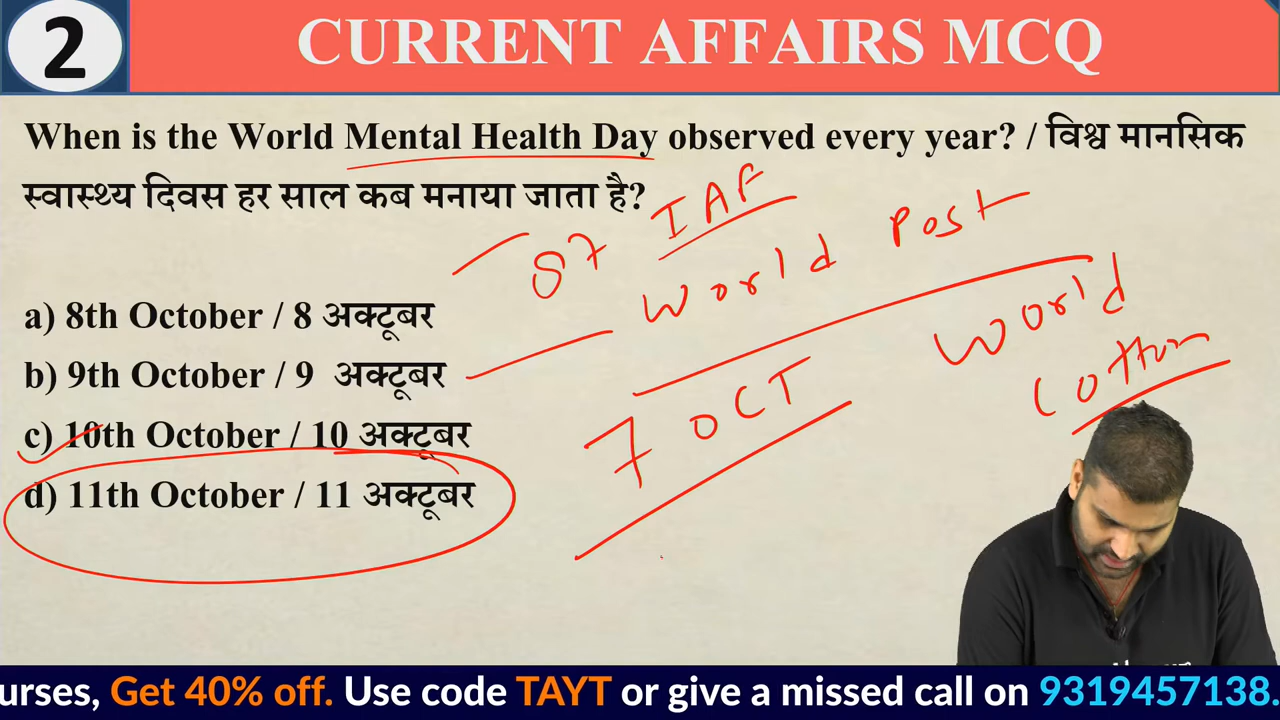 2
CURRENT AFFAIRS MCQ
When is the World Mental Health Day observed every year? / विश्व मानसिक
स्वास्थ्य दिवस हर साल कब मनाया जाता है?
87 IAF
World Post
a) 8th October / 8 अक्टूबर
World
b) 9th October / 9 अक्टूबर
Cotton
7 OCT
c) 10th October / 10 अक्टूबर
d) 11th October / 11 अक्टूबर
urses, Get 40% off. Use code TAYT or give a missed call on 9319457138.